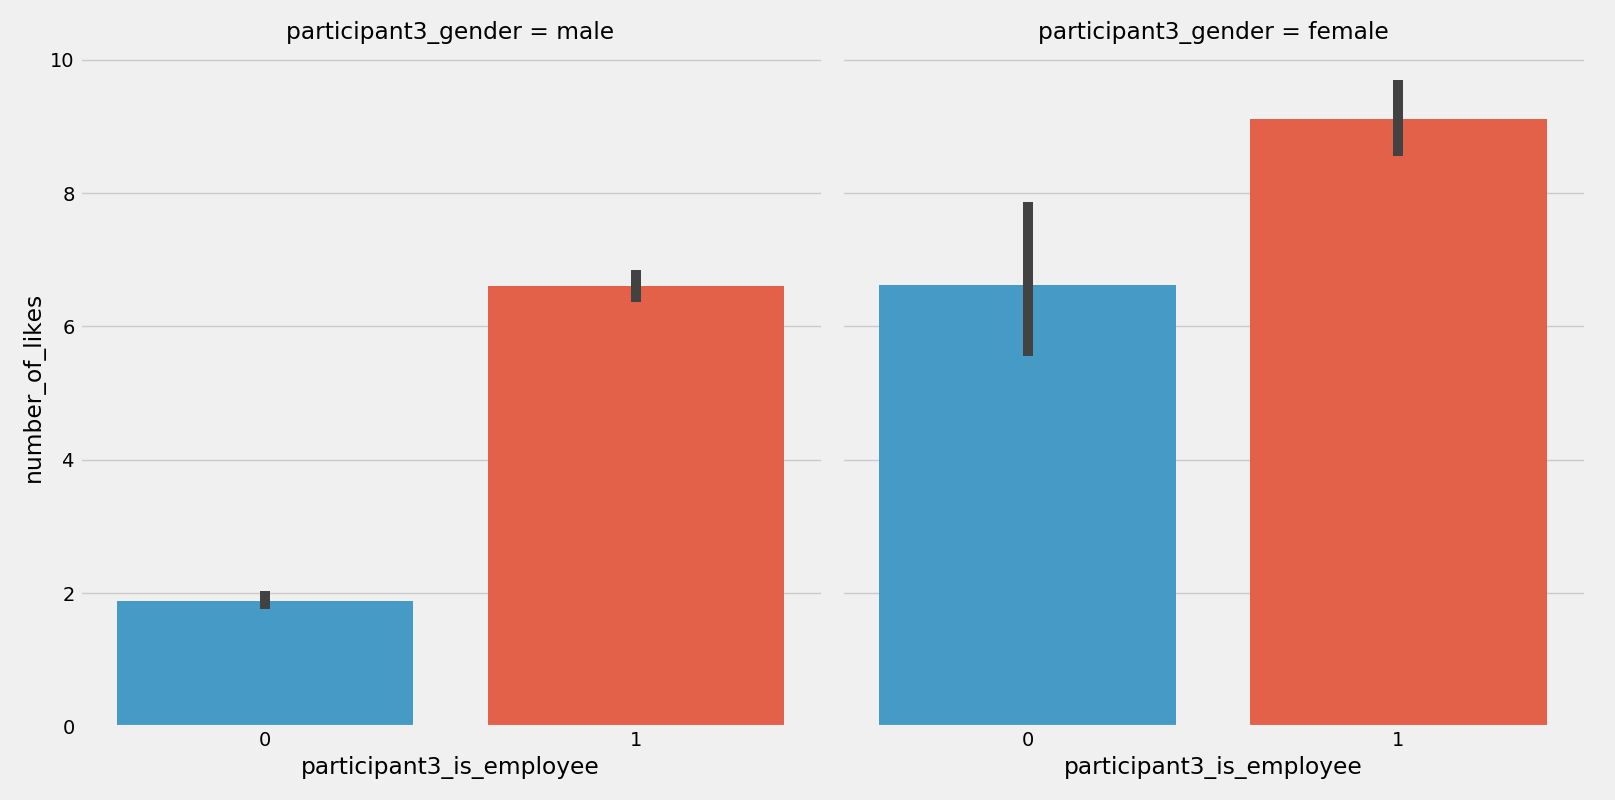 participant3_gender = male
participant3_gender = female
10
8
6
4
2
0
number_of_likes
0 1
participant3_is_employee
0 1
participant3_is_employee